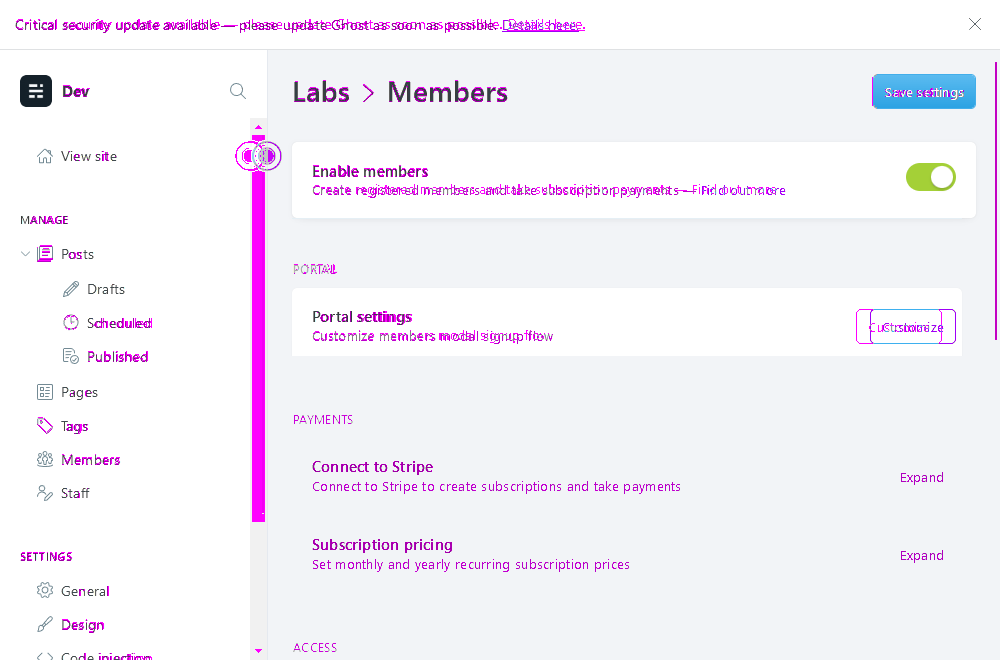 Critical security update available — please update Ghost as soon as possible. Details here.
Dev
View site
MANAGE
Posts
Drafts
Scheduled
Published
Pages
Tags
Members
Staff
SETTINGS
General
Design
Code injection
Labs > Members
Save settings
Enable members
Create registered members and take subscription payments — Find out more
PORTAL
Portal settings
Customize members modal signup flow
Customize
PAYMENTS
Connect to Stripe
Connect to Stripe to create subscriptions and take payments
Expand
Subscription pricing
Set monthly and yearly recurring subscription prices
Expand
ACCESS